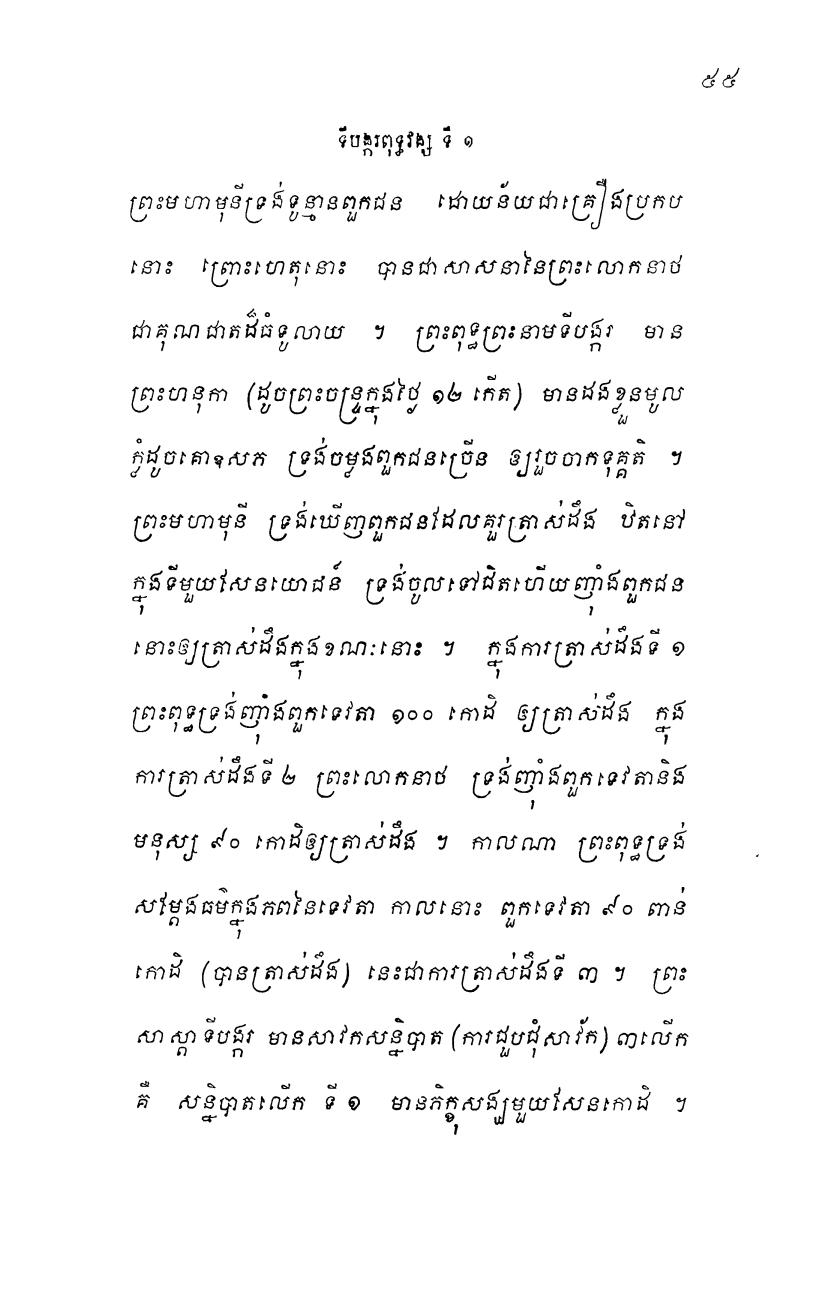 ៥៥
ទីបង្ករពុទ្ធវង្ស ទី ១
ព្រះមហាមុនីទ្រង់ទូន្មានពួកជន ដោយន័យជាគ្រឿងប្រកប
នោះ ព្រោះហេតុនោះ បានជាសាសនានៃព្រះលោកនាថ
ជាគុណជាតដ៏ធំទូលាយ ។ ព្រះពុទ្ធព្រះនាមទីបង្ករ មាន
ព្រះហនុកា (ដូចព្រះចន្ទ្រក្នុងថ្ងៃ ១២ កើត) មានដងខ្លួនមូល
ក្លំដូចគោឧសភ ទ្រង់ចម្លងពួកជនច្រើន ឲ្យរួចចាកទុគ្គតិ ។
ព្រះមហាមុនី ទ្រង់ឃើញពួកជនដែលគួរត្រាស់ដឹង ឋិតនៅ
ក្នុងទីមួយសែនយោជន៍ ទ្រង់ចូលទៅជិតហើយញ៉ាំងពួកជន
នោះឲ្យត្រាស់ដឹងក្នុងខណៈនោះ ។ ក្នុងការត្រាស់ដឹងទី ១
ព្រះពុទ្ធទ្រង់ញ៉ាំងពួកទេវតា ១០០ កោដិ ឲ្យត្រាស់ដឹង ក្នុង
ការត្រាស់ដឹងទី ២ ព្រះលោកនាថ ទ្រង់ញ៉ាំងពួកទេវតានិង
មនុស្ស ៩០ កោដិឲ្យត្រាស់ដឹង ។ កាលណា ព្រះពុទ្ធទ្រង់
សម្តែងធម៌ក្នុងភពនៃទេវតា កាលនោះ ពួកទេវតា ៩០ ពាន់
កោដិ (បានត្រាស់ដឹង) នេះជាការត្រាស់ដឹងទី ៣ ។ ព្រះ
សាស្តាទីបង្ករ មានសាវកសន្និបាត (ការជួបជុំសាវ័ក) ៣លើក
គឺ សន្និបាតលើក ទី ១ មានភិក្ខុសង្ឃមួយសែនកោដិ ។